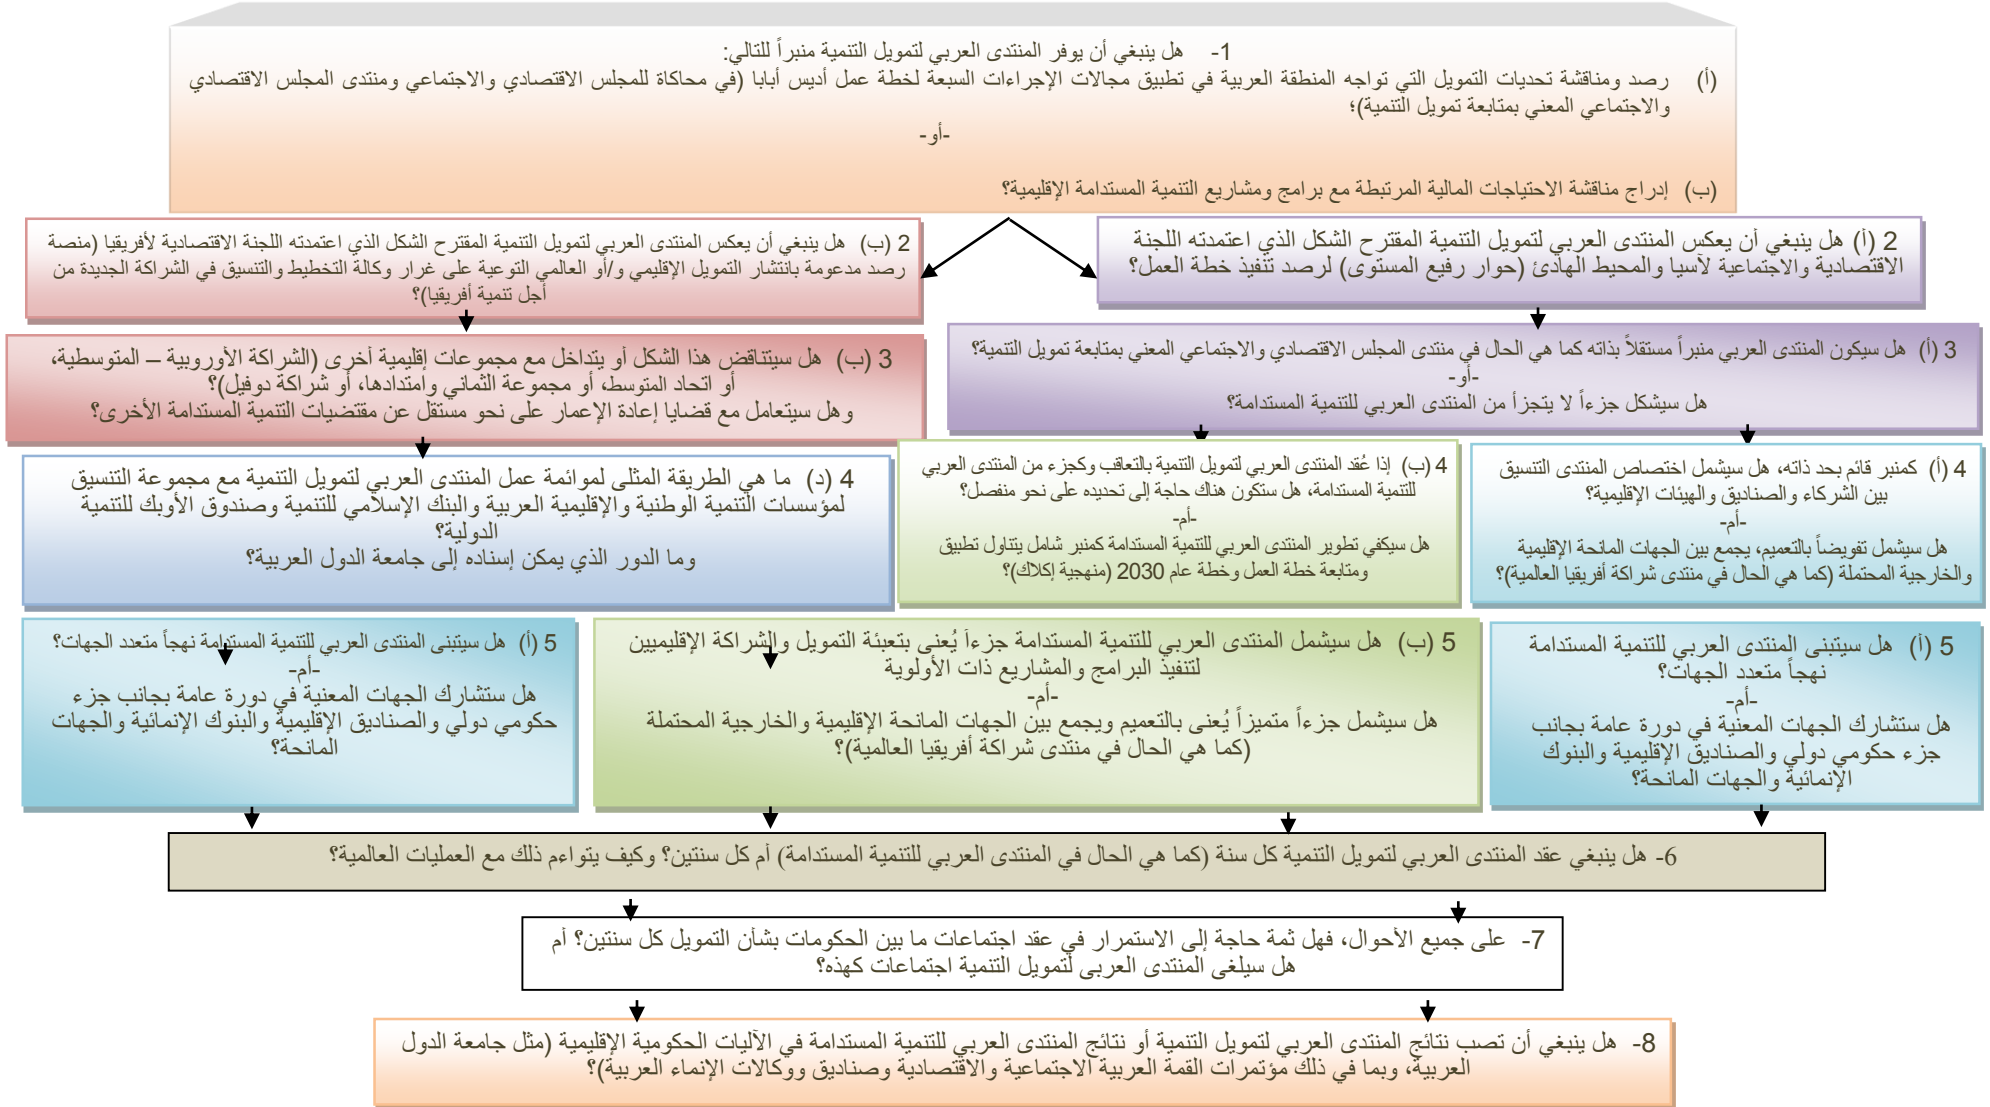 1- هل ينبغي أن يوفر المنتدى العربي لتمويل التنمية منبراً للتالي:
(أ) رصد ومناقشة تحديات التمويل التي تواجه المنطقة العربية في تطبيق مجالات الإجراءات السبعة لخطة عمل أديس أبابا (في محاكاة للمجلس الاقتصادي والاجتماعي ومنتدى المجلس الاقتصادي
والاجتماعي المعني بمتابعة تمويل التنمية)؛
-أو-
(ب) إدراج مناقشة الاحتياجات المالية المرتبطة مع برامج ومشاريع التنمية المستدامة الإقليمية؟
2 (أ) هل ينبغي أن يعكس المنتدى العربي لتمويل التنمية المقترح الشكل الذي اعتمدته اللجنة
الاقتصادية والاجتماعية لآسيا والمحيط الهادئ (حوار رفيع المستوى) لرصد تنفيذ خطة العمل؟
2 (ب) هل ينبغي أن يعكس المنتدى العربي لتمويل التنمية المقترح الشكل الذي اعتمدته اللجنة الاقتصادية لأفريقيا (منصة
رصد مدعومة بانتشار التمويل الإقليمي و/أو العالمي التوعية على غرار وكالة التخطيط والتنسيق في الشراكة الجديدة من
أجل تنمية أفريقيا)؟
3 (أ) هل سيكون المنتدى العربي منبراً مستقلاً بذاته كما هي الحال في منتدى المجلس الاقتصادي والاجتماعي المعني بمتابعة تمويل التنمية؟
-أو-
هل سيشكل جزءاً لا يتجزأ من المنتدى العربي للتنمية المستدامة؟
3 (ب) هل سيتناقض هذا الشكل أو يتداخل مع مجموعات إقليمية أخرى (الشراكة الأوروبية – المتوسطية،
أو اتحاد المتوسط، أو مجموعة الثماني وامتدادها، أو شراكة دوفيل)؟
وهل سيتعامل مع قضايا إعادة الإعمار على نحو مستقل عن مقتضيات التنمية المستدامة الأخرى؟
4 (أ) كمنبر قائم بحد ذاته، هل سيشمل اختصاص المنتدى التنسيق
بين الشركاء والصناديق والهيئات الإقليمية؟
-أم-
هل سيشمل تفويضاً بالتعميم، يجمع بين الجهات المانحة الإقليمية
والخارجية المحتملة (كما هي الحال في منتدى شراكة أفريقيا العالمية)؟
4 (ب) إذا عُقد المنتدى العربي لتمويل التنمية بالتعاقب وكجزء من المنتدى العربي
للتنمية المستدامة، هل ستكون هناك حاجة إلى تحديده على نحو منفصل؟
-أم-
هل سيكفي تطوير المنتدى العربي للتنمية المستدامة كمنبر شامل يتناول تطبيق
ومتابعة خطة العمل وخطة عام 2030 (منهجية إكلاك)؟
4 (د) ما هي الطريقة المثلى لموائمة عمل المنتدى العربي لتمويل التنمية مع مجموعة التنسيق
لمؤسسات التنمية الوطنية والإقليمية العربية والبنك الإسلامي للتنمية وصندوق الأوبك للتنمية
الدولية؟
وما الدور الذي يمكن إسناده إلى جامعة الدول العربية؟
5 (أ) هل سيتبنى المنتدى العربي للتنمية المستدامة
نهجاً متعدد الجهات؟
-أم-
هل ستشارك الجهات المعنية في دورة عامة بجانب
جزء حكومي دولي والصناديق الإقليمية والبنوك
الإنمائية والجهات المانحة؟
5 (ب) هل سيشمل المنتدى العربي للتنمية المستدامة جزءاً يُعنى بتعبئة التمويل والشراكة الإقليميين
لتنفيذ البرامج والمشاريع ذات الأولوية
-أم-
هل سيشمل جزءاً متميزاً يُعنى بالتعميم ويجمع بين الجهات المانحة الإقليمية والخارجية المحتملة
(كما هي الحال في منتدى شراكة أفريقيا العالمية)؟
5 (أ) هل سيتبنى المنتدى العربي للتنمية المستدامة نهجاً متعدد الجهات؟
-أم-
هل ستشارك الجهات المعنية في دورة عامة بجانب جزء
حكومي دولي والصناديق الإقليمية والبنوك الإنمائية والجهات
المانحة؟
6- هل ينبغي عقد المنتدى العربي لتمويل التنمية كل سنة (كما هي الحال في المنتدى العربي للتنمية المستدامة) أم كل سنتين؟ وكيف يتواءم ذلك مع العمليات العالمية؟
7- على جميع الأحوال، فهل ثمة حاجة إلى الاستمرار في عقد اجتماعات ما بين الحكومات بشأن التمويل كل سنتين؟ أم
هل سيلغى المنتدى العربي لتمويل التنمية اجتماعات كهذه؟
8- هل ينبغي أن تصب نتائج المنتدى العربي لتمويل التنمية أو نتائج المنتدى العربي للتنمية المستدامة في الآليات الحكومية الإقليمية (مثل جامعة الدول
العربية، وبما في ذلك مؤتمرات القمة العربية الاجتماعية والاقتصادية وصناديق ووكالات الإنماء العربية)؟